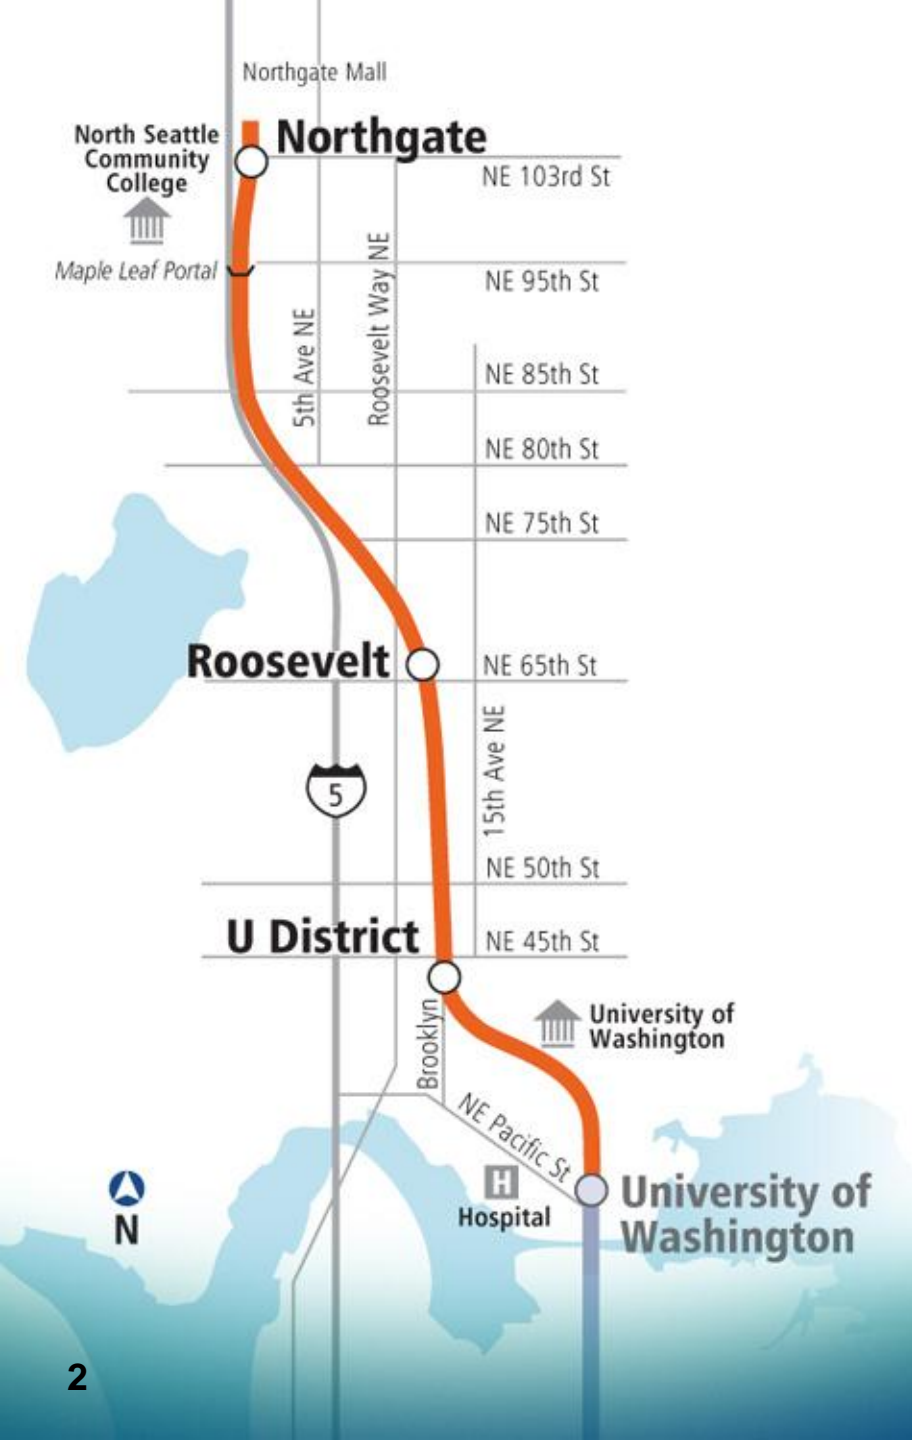 Northgate Mall
North Seattle
Community
College
Northgate
NE 103rd St
Maple Leaf Portal
NE 95th St
5th Ave NE
Roosevelt Way NE
NE 85th St
NE 80th St
NE 75th St
Roosevelt
NE 65th St
15th Ave NE
5
NE 50th St
U District
NE 45th St
Brooklyn
University of
Washington
NE Pacific St
H
Hospital
University of
Washington
N
2